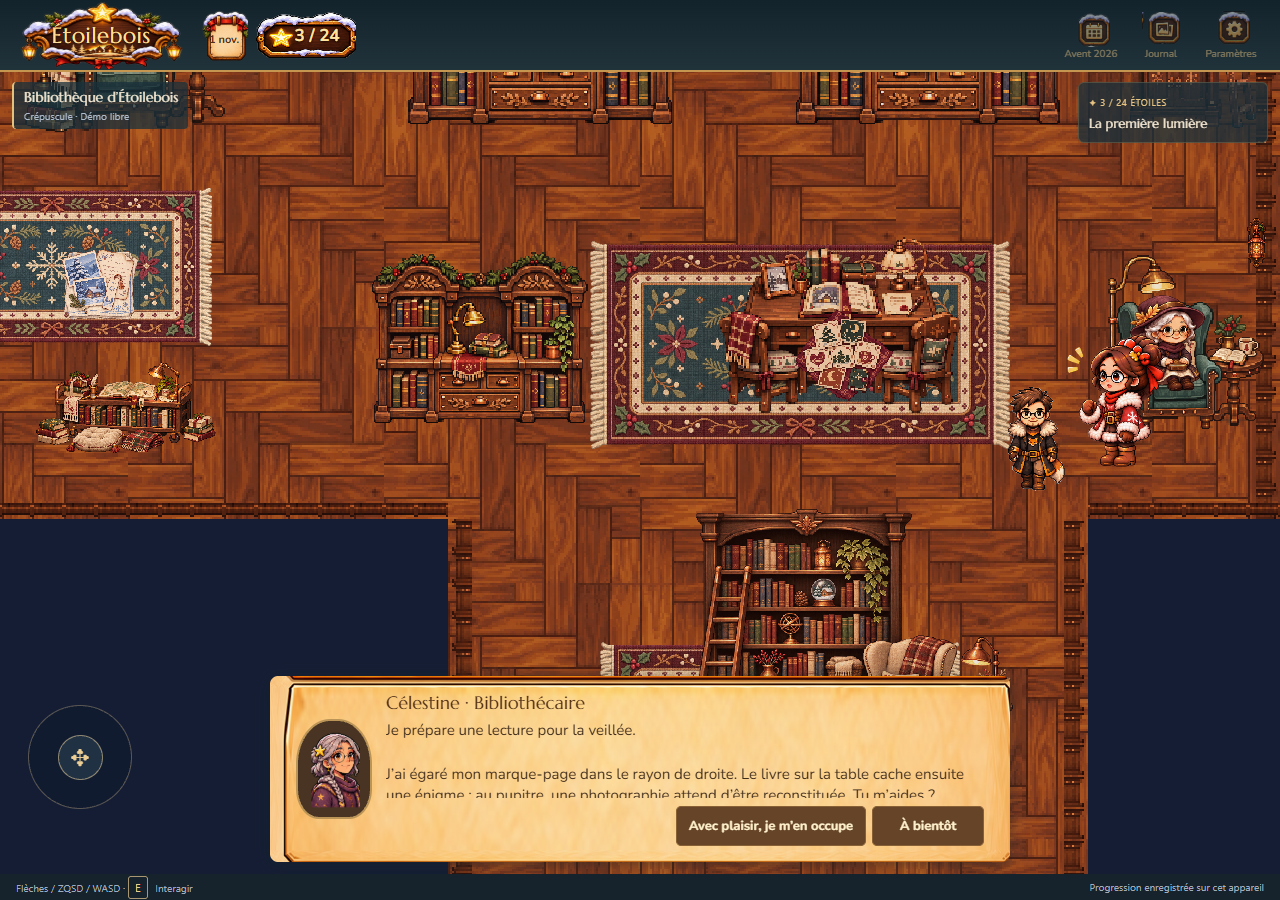 Étoilebois
1 nov.
3 / 24
Avent 2026
Journal
Paramètres
Bibliothèque d'Étoilebois
Crépuscule · Démo libre
✦ 3 / 24 ÉTOILES
La première lumière
Célestine · Bibliothécaire
Je prépare une lecture pour la veillée.
J'ai égaré mon marque-page dans le rayon de droite. Le livre sur la table cache ensuite
une énigme : au pupitre, une photographie attend d'être reconstituée. Tu m'aides ?
Avec plaisir, je m'en occupe
À bientôt
Flèches / ZQSD / WASD · E Interagir
Progression enregistrée sur cet appareil